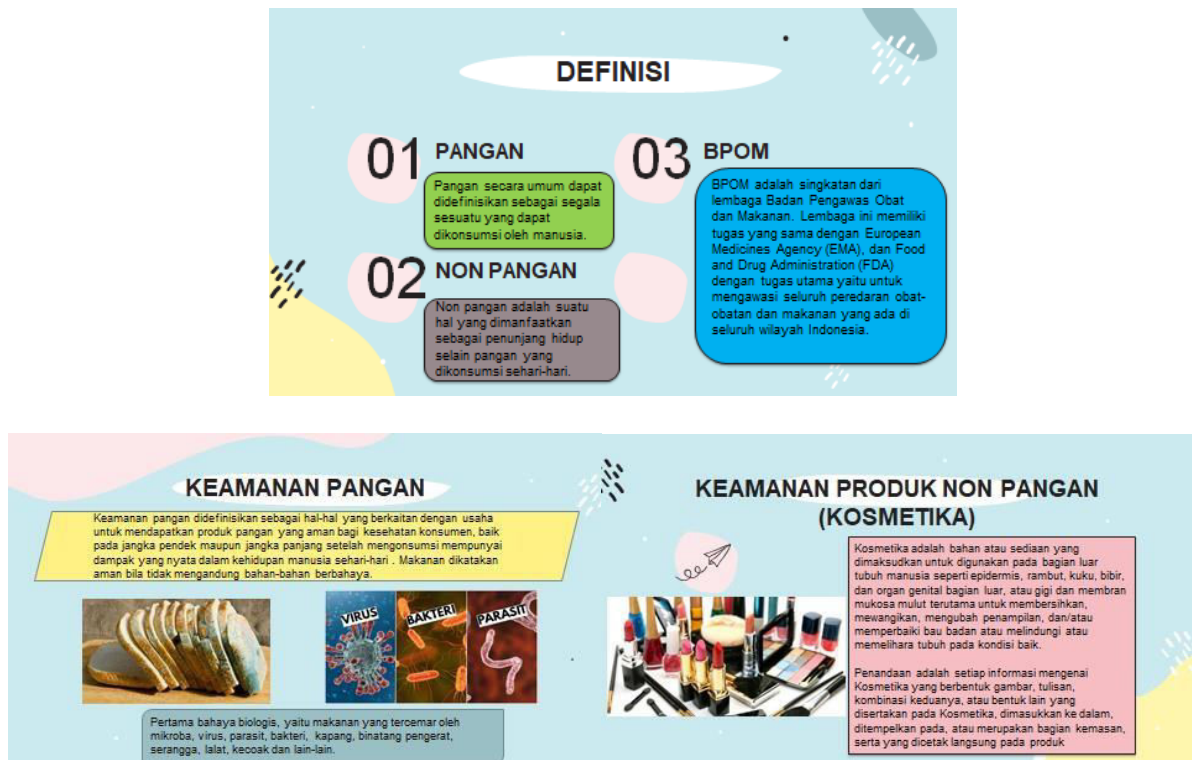 DEFINISI
01
PANGAN
Pangan secara umum dapat
didefinisikan sebagai segala
sesuatu yang dapat
dikonsumsi oleh manusia.
02
NON PANGAN
Non pangan adalah suatu
hal yang dimanfaatkan
sebagai penunjang hidup
selain pangan yang
dikonsumsi sehari-hari.
03
BPOM
BPOM adalah singkatan dari
lembaga Badan Pengawas Obat
dan Makanan. Lembaga ini memiliki
tugas yang sama dengan European
Medicines Agency (EMA), dan Food
and Drug Administration (FDA)
dengan tugas utama yaitu untuk
mengawasi seluruh peredaran obat-
obatan dan makanan yang ada di
seluruh wilayah Indonesia.
KEAMANAN PANGAN
Keamanan pangan didefinisikan sebagai hal-hal yang berkaitan dengan usaha
untuk mendapatkan produk pangan yang aman bagi kesehatan konsumen, baik
pada jangka pendek maupun jangka panjang setelah mengonsumsi mempunyai
dampak yang nyata dalam kehidupan manusia sehari-hari . Makanan dikatakan
aman bila tidak mengandung bahan-bahan berbahaya.
VIRUS
BAKTERI
PARASIT
Pertama bahaya biologis, yaitu makanan yang tercemar oleh
mikroba, virus, parasit, bakteri, kapang, binatang pengerat,
serangga, lalat, kecoak dan lain-lain.
KEAMANAN PRODUK NON PANGAN
(KOSMETIKA)
Kosmetika adalah bahan atau sediaan yang
dimaksudkan untuk digunakan pada bagian luar
tubuh manusia seperti epidermis, rambut, kuku, bibir,
dan organ genital bagian luar, atau gigi dan membran
mukosa mulut terutama untuk membersihkan,
mewangikan, mengubah penampilan, dan/atau
memperbaiki bau badan atau melindungi atau
memelihara tubuh pada kondisi baik.
Penandaan adalah setiap informasi mengenai
Kosmetika yang berbentuk gambar, tulisan,
kombinasi keduanya, atau bentuk lain yang
disertakan pada Kosmetika, dimasukkan ke dalam,
ditempelkan pada, atau merupakan bagian kemasan,
serta yang dicetak langsung pada produk